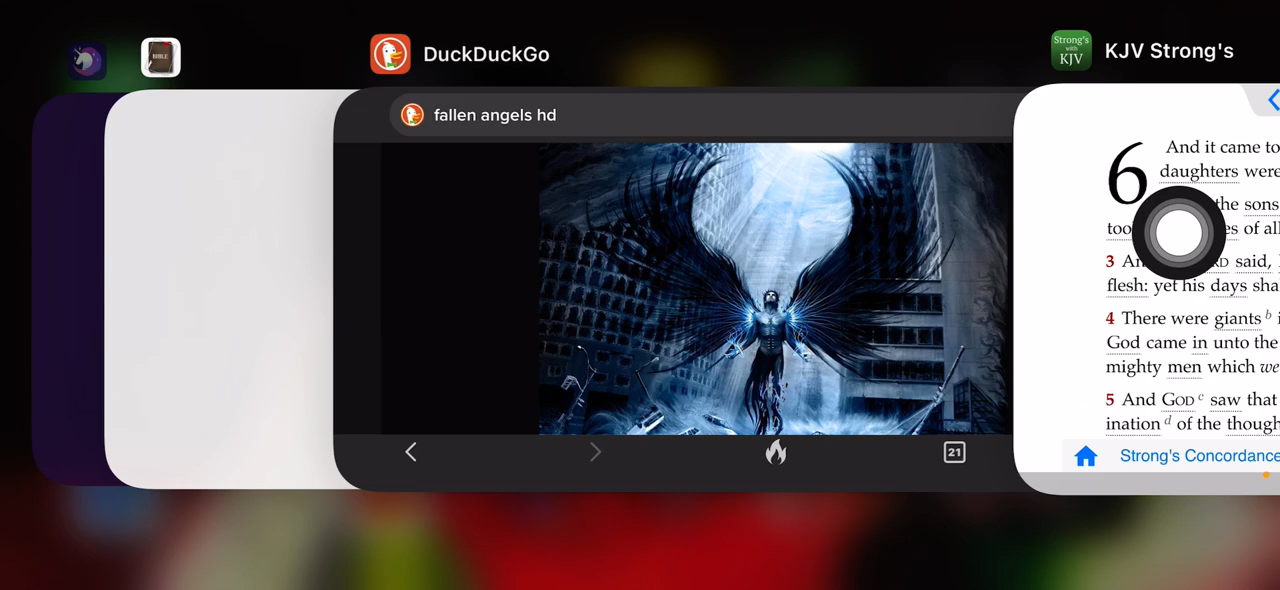 BIBLE
DuckDuckGo
Strong's
with
KJV
KJV Strong's
fallen angels hd
6 And it came to
daughters were
the sons
too es of all
3 An RD said,
flesh: yet his days sha
4 There were giants b i
God came in unto the
mighty men which we
5 And GOD c saw that
ination d of the though
21
Strong's Concordance